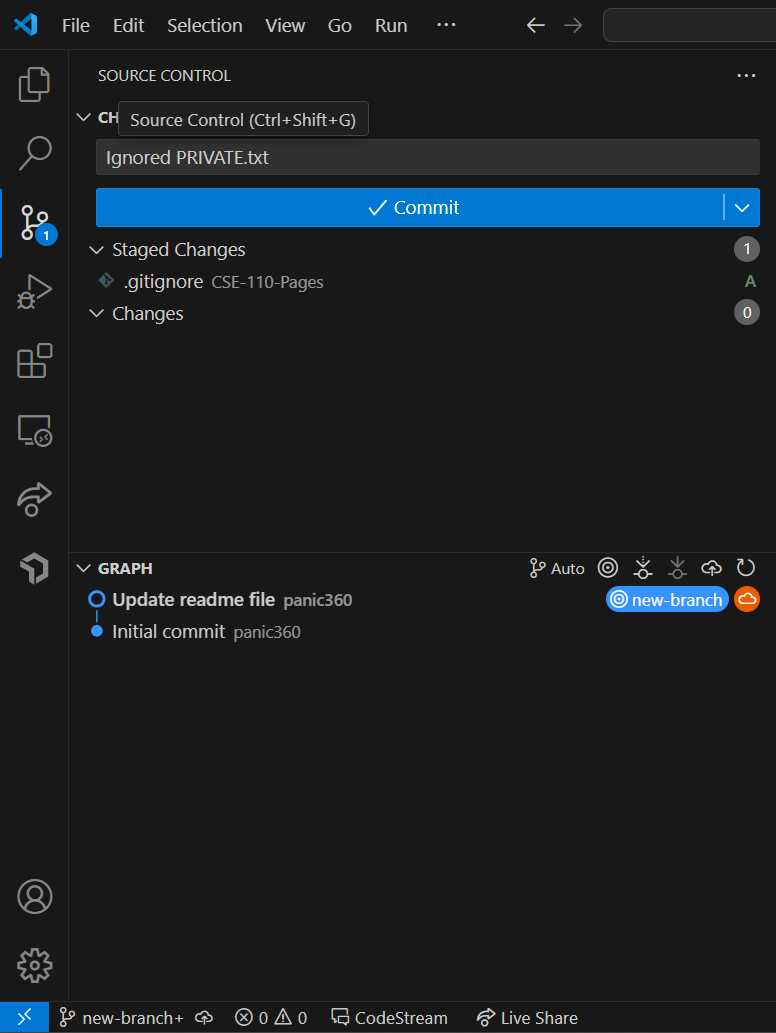 File Edit Selection View Go Run ···
SOURCE CONTROL ···
CH
Source Control (Ctrl+Shift+G)
Ignored PRIVATE.txt
1
Commit
Staged Changes 1
.gitignore CSE-110-Pages A
Changes 0
GRAPH Auto
Update readme file panic360 new-branch
Initial commit panic360
new-branch+ 0 0 CodeStream Live Share